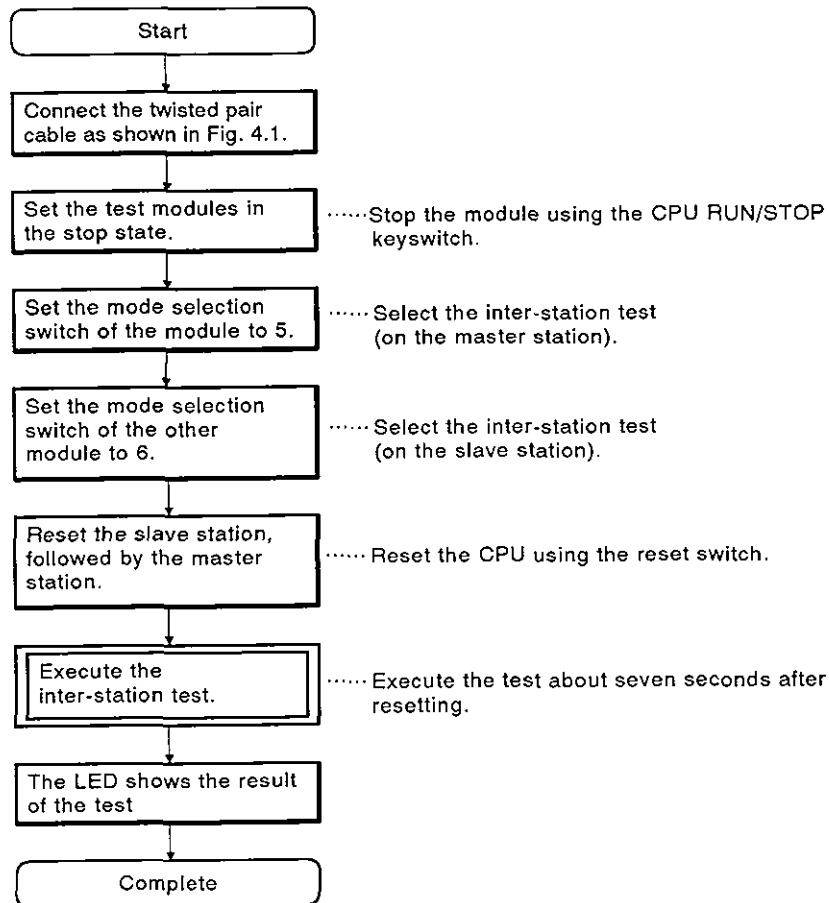 Start
Connect the twisted pair
cable as shown in Fig. 4.1.
Set the test modules in
the stop state.
······Stop the module using the CPU RUN/STOP
keyswitch.
Set the mode selection
switch of the module to 5.
······Select the inter-station test
(on the master station).
Set the mode selection
switch of the other
module to 6.
······Select the inter-station test
(on the slave station).
Reset the slave station,
followed by the master
station.
······Reset the CPU using the reset switch.
Execute the
inter-station test.
······Execute the test about seven seconds after
resetting.
The LED shows the result
of the test
Complete